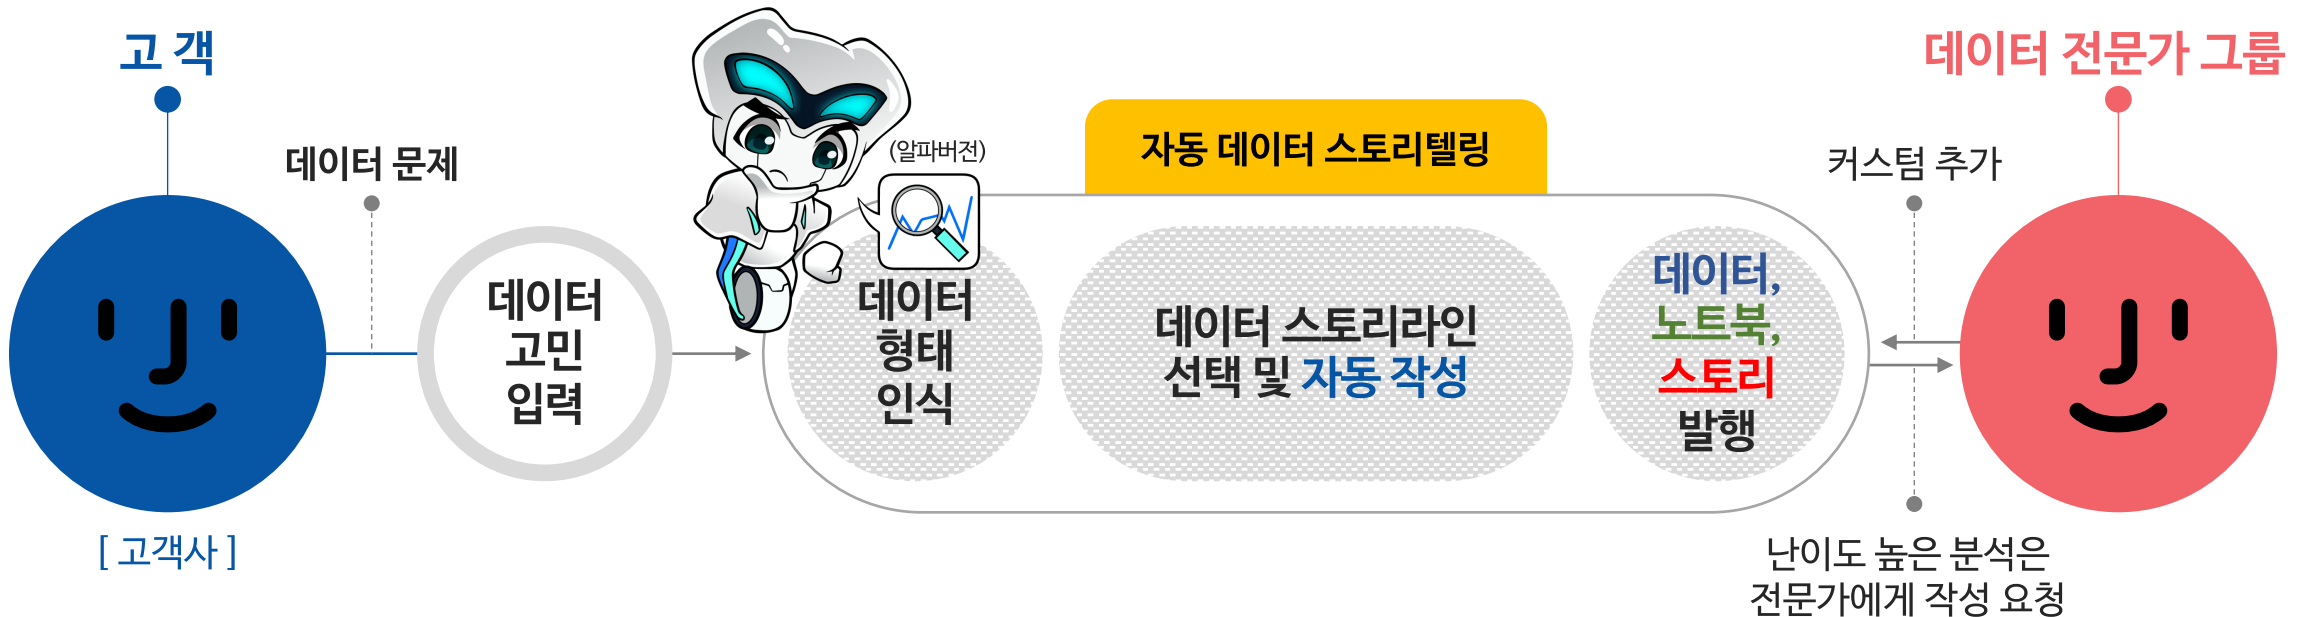 고 객
데이터 문제
[ 고객사 ]
데이터
고민
입력
(알파버전)
자동 데이터 스토리텔링
데이터
형태
인식
데이터 스토리라인
선택 및 자동 작성
데이터,
노트북,
스토리
발행
커스텀 추가
난이도 높은 분석은
전문가에게 작성 요청
데이터 전문가 그룹